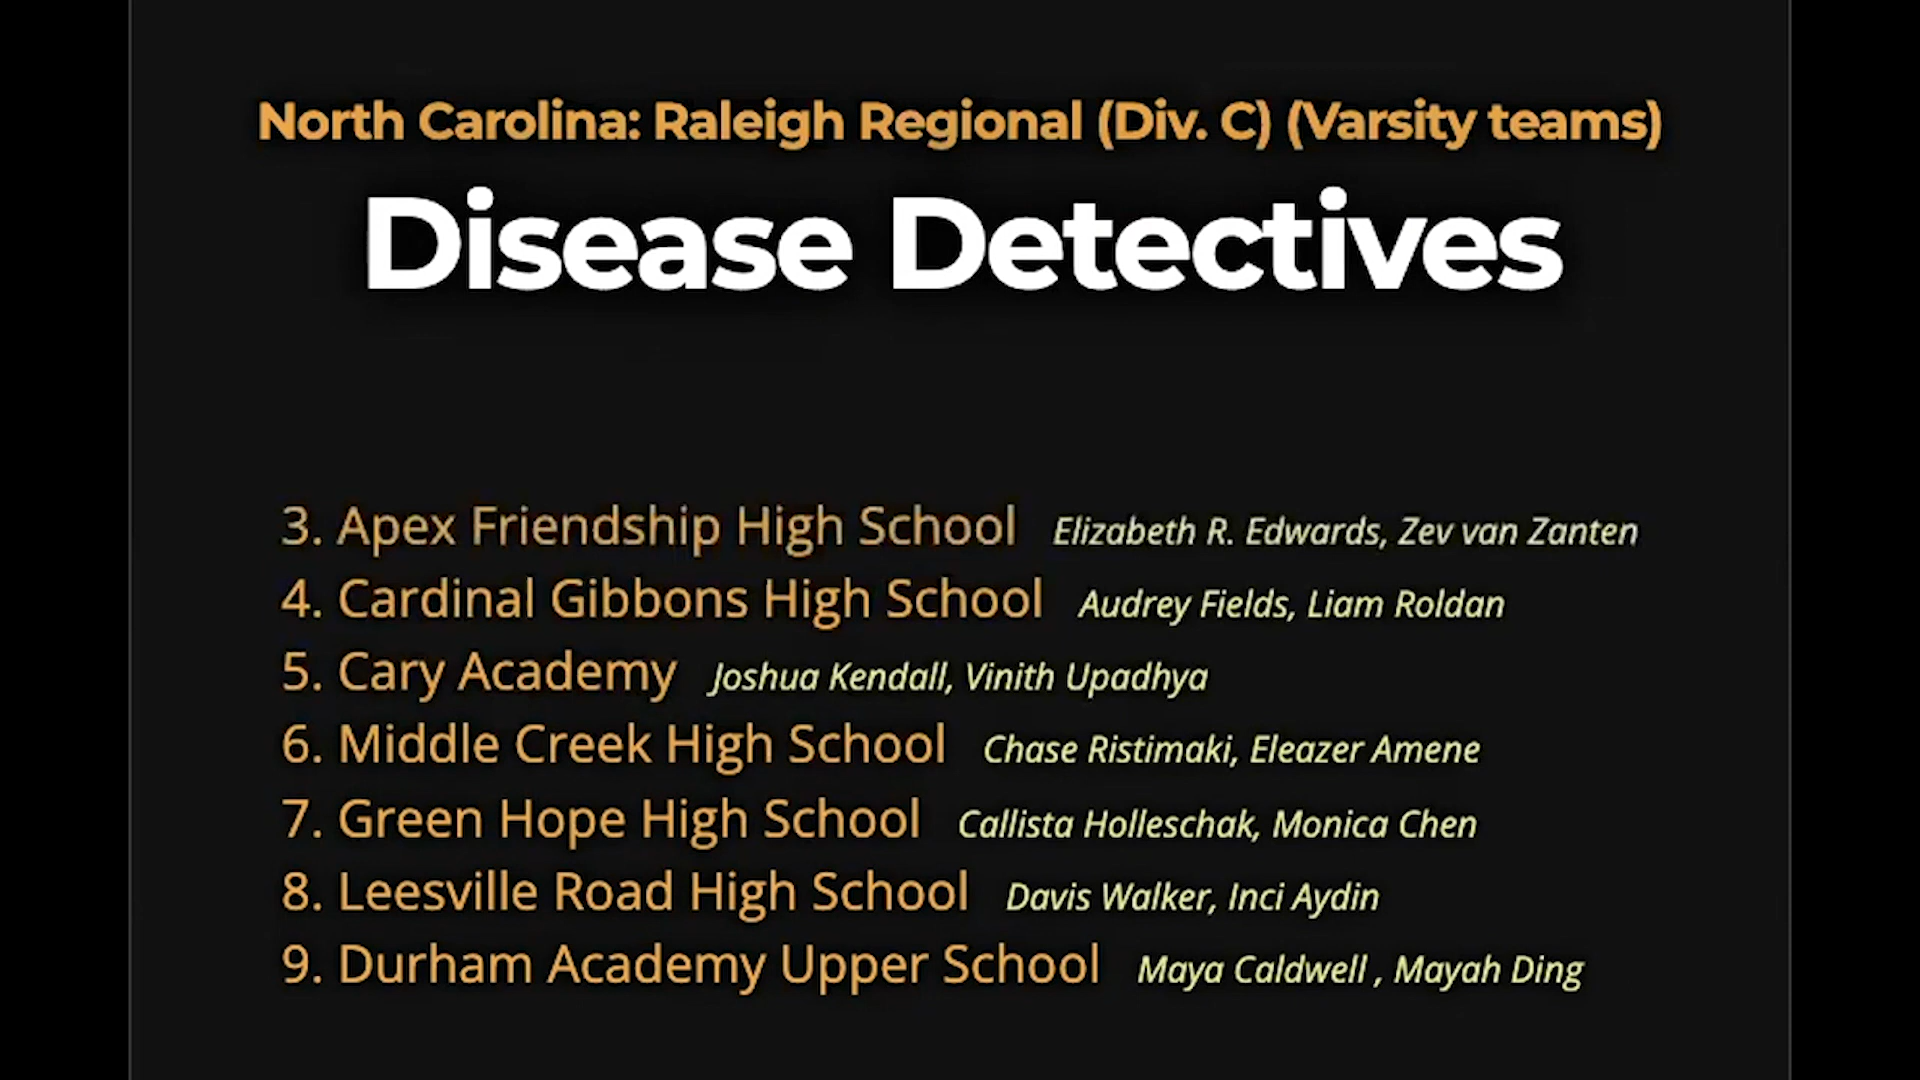 North Carolina: Raleigh Regional (Div. C) (Varsity teams)
Disease Detectives
3. Apex Friendship High School Elizabeth R. Edwards, Zev van Zanten
4. Cardinal Gibbons High School Audrey Fields, Liam Roldan
5. Cary Academy Joshua Kendall, Vinith Upadhya
6. Middle Creek High School Chase Ristimaki, Eleazer Amene
7. Green Hope High School Callista Holleschak, Monica Chen
8. Leesville Road High School Davis Walker, Inci Aydin
9. Durham Academy Upper School Maya Caldwell , Mayah Ding